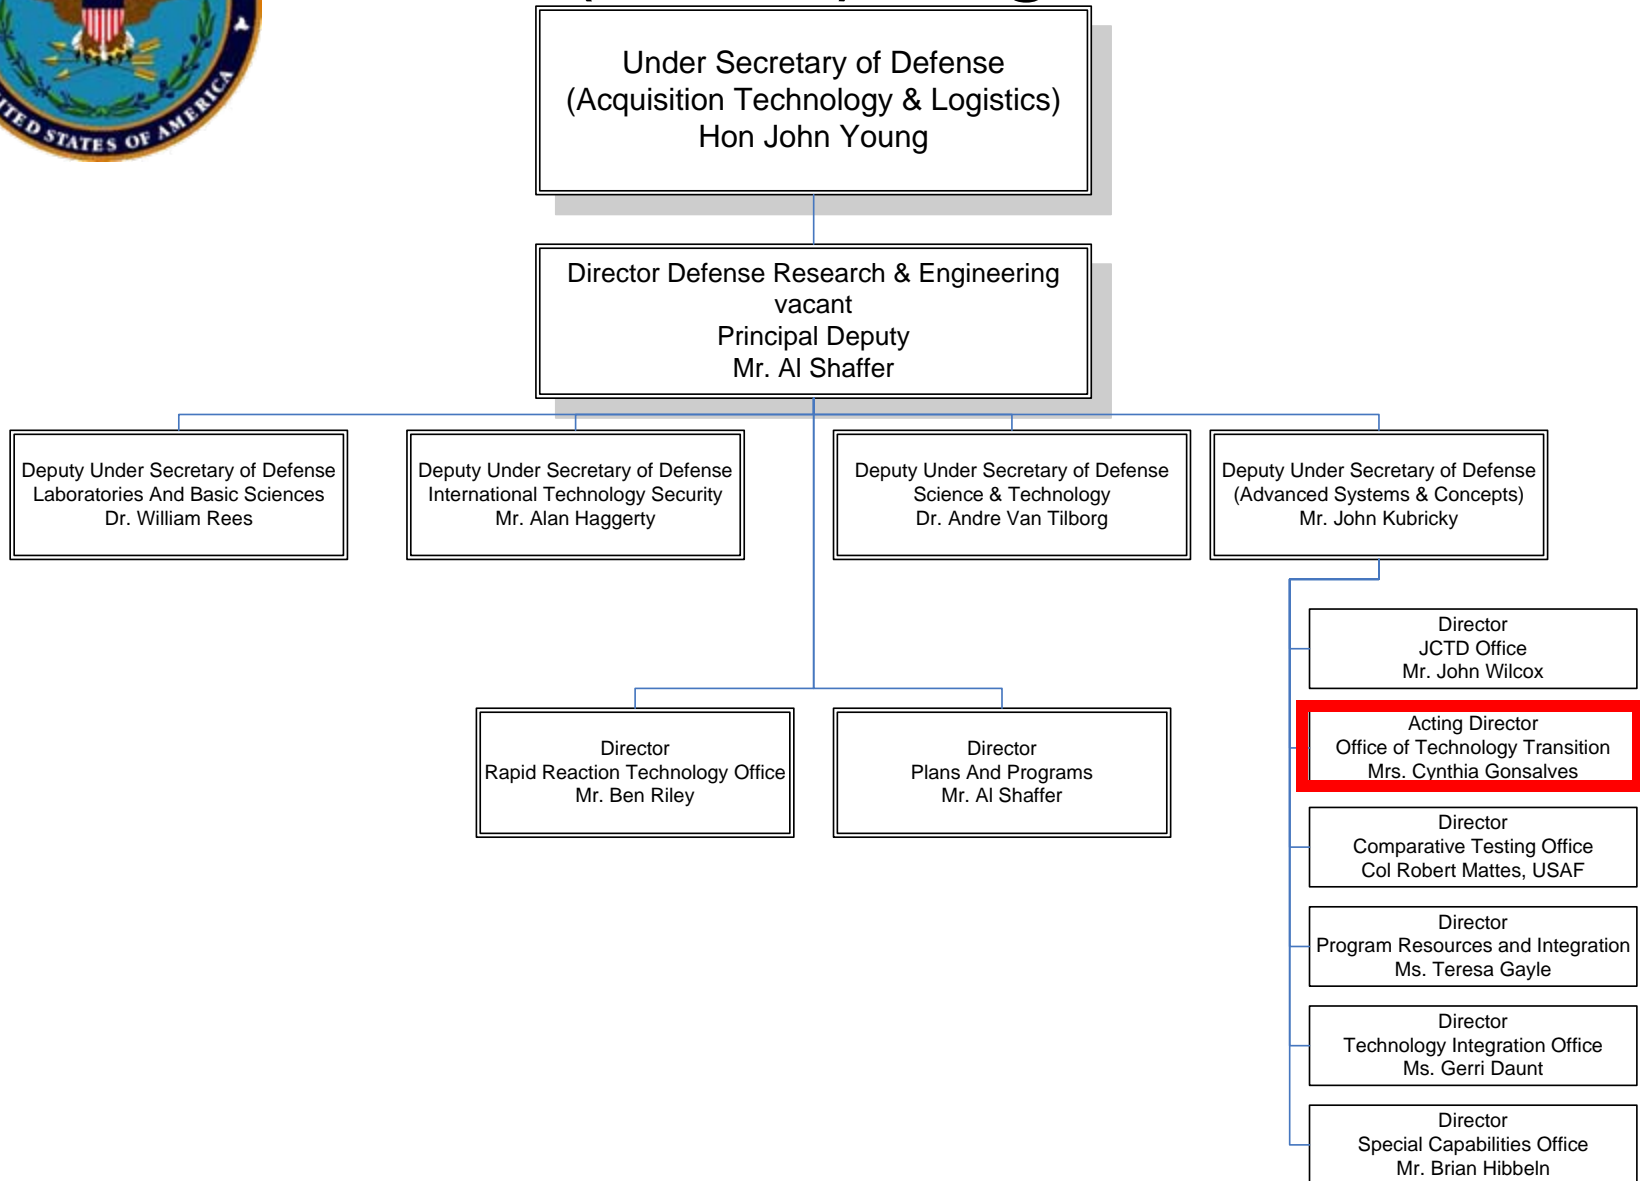 UNITED STATES OF AMERICA
Under Secretary of Defense
(Acquisition Technology & Logistics)
Hon John Young
Director Defense Research & Engineering
vacant
Principal Deputy
Mr. Al Shaffer
Deputy Under Secretary of Defense
Laboratories And Basic Sciences
Dr. William Rees
Deputy Under Secretary of Defense
International Technology Security
Mr. Alan Haggerty
Deputy Under Secretary of Defense
Science & Technology
Dr. Andre Van Tilborg
Deputy Under Secretary of Defense
(Advanced Systems & Concepts)
Mr. John Kubricky
Director
JCTD Office
Mr. John Wilcox
Acting Director
Office of Technology Transition
Mrs. Cynthia Gonsalves
Director
Comparative Testing Office
Col Robert Mattes, USAF
Director
Program Resources and Integration
Ms. Teresa Gayle
Director
Technology Integration Office
Ms. Gerri Daunt
Director
Special Capabilities Office
Mr. Brian Hibbeln
Director
Rapid Reaction Technology Office
Mr. Ben Riley
Director
Plans And Programs
Mr. Al Shaffer